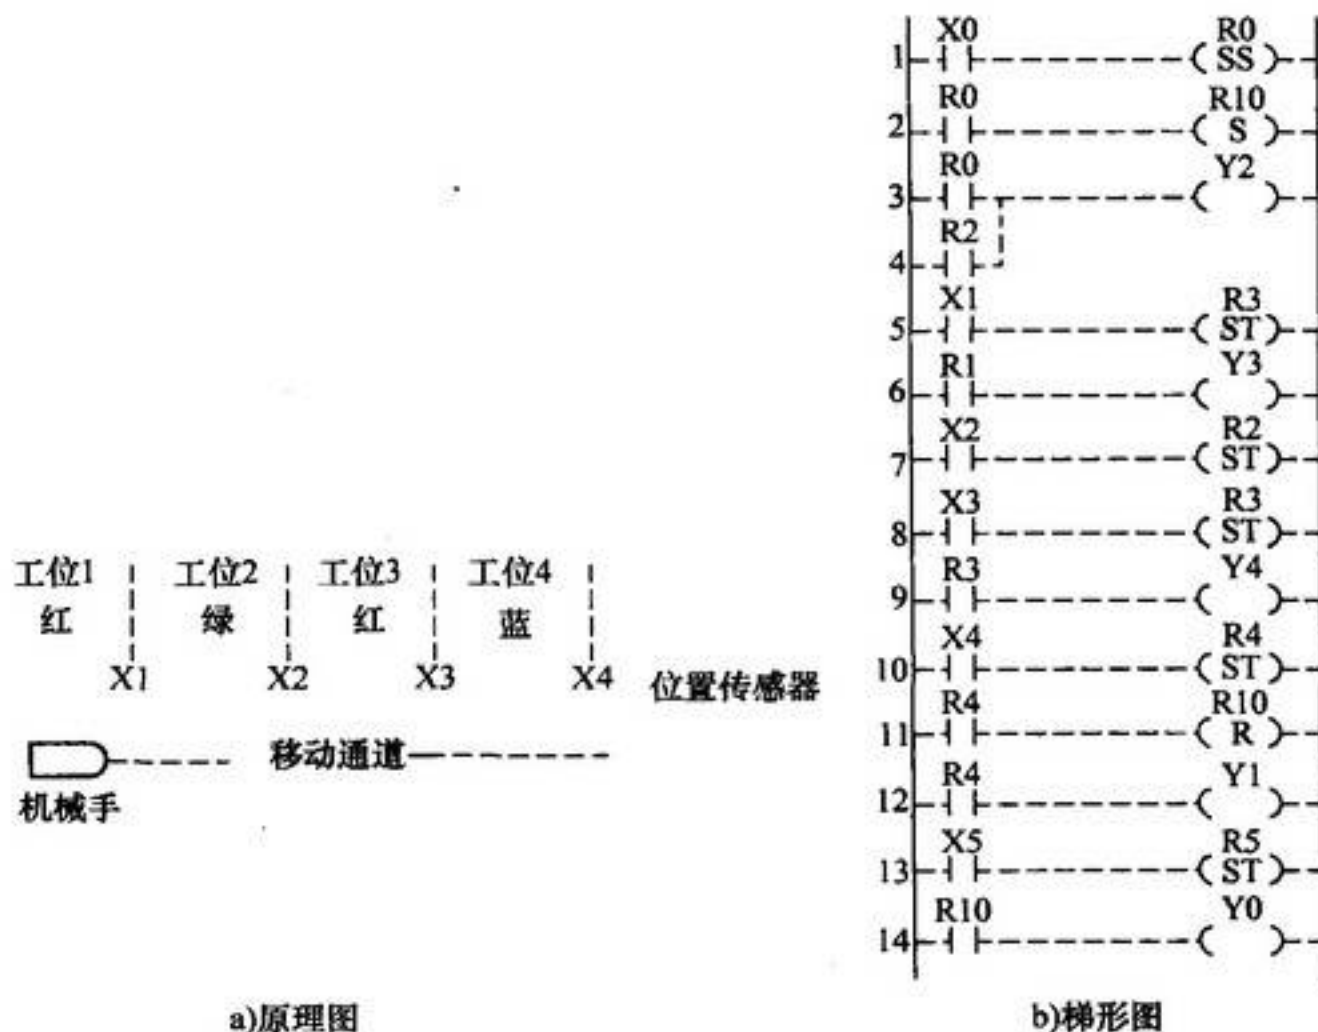 工位1 工位2 工位3 工位4
红 绿 红 蓝
X1 X2 X3 X4 位置传感器
移动通道
机械手
a)原理图
X0 R0
1 SS
R0 R10
2 S
R0 Y2
3
R2
4
X1 R3
5 ST
R1 Y3
6
X2 R2
7 ST
X3 R3
8 ST
R3 Y4
9
X4 R4
10 ST
R4 R10
11 R
R4 Y1
12
X5 R5
13 ST
R10 Y0
14
b)梯形图